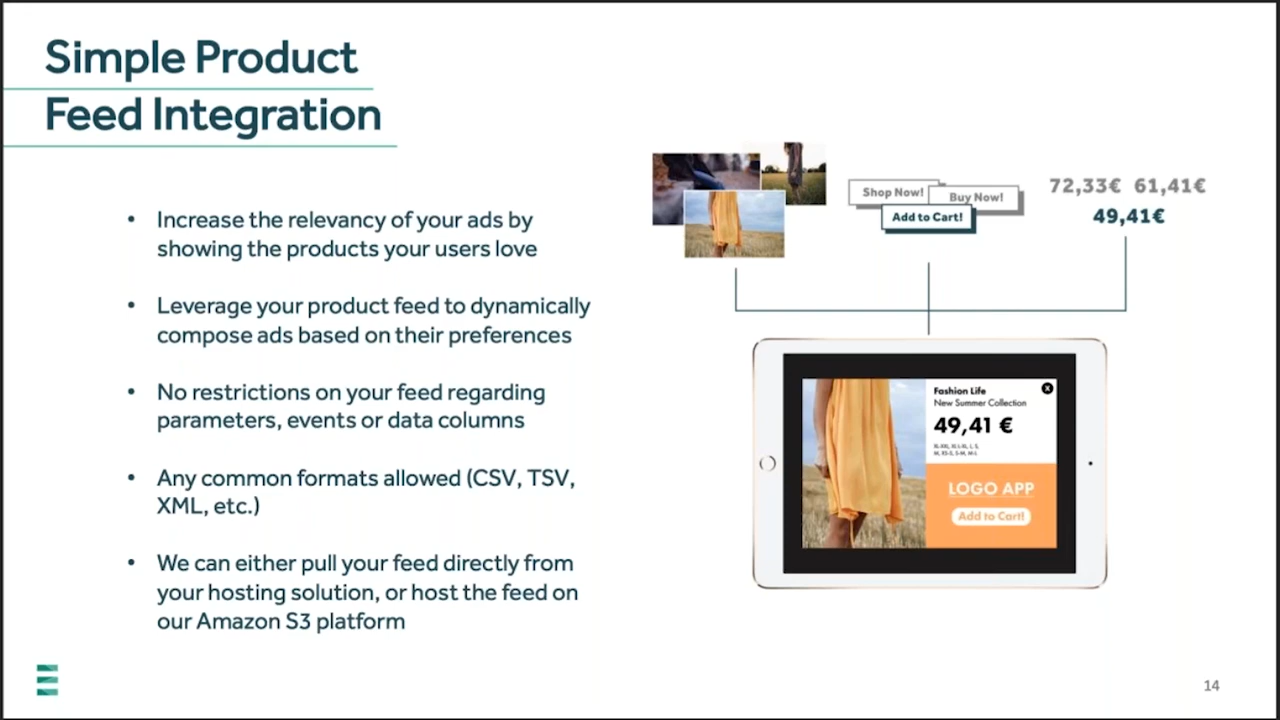 Simple Product
Feed Integration
• Increase the relevancy of your ads by
showing the products your users love
• Leverage your product feed to dynamically
compose ads based on their preferences
• No restrictions on your feed regarding
parameters, events or data columns
• Any common formats allowed (CSV, TSV,
XML, etc.)
• We can either pull your feed directly from
your hosting solution, or host the feed on
our Amazon S3 platform
Shop Now!
Buy Now!
Add to Cart!
72,33€ 61,41€
49,41€
Fashion Life
X
New Summer Collection
49,41 €
LOGO APP
Add to Cart!
14